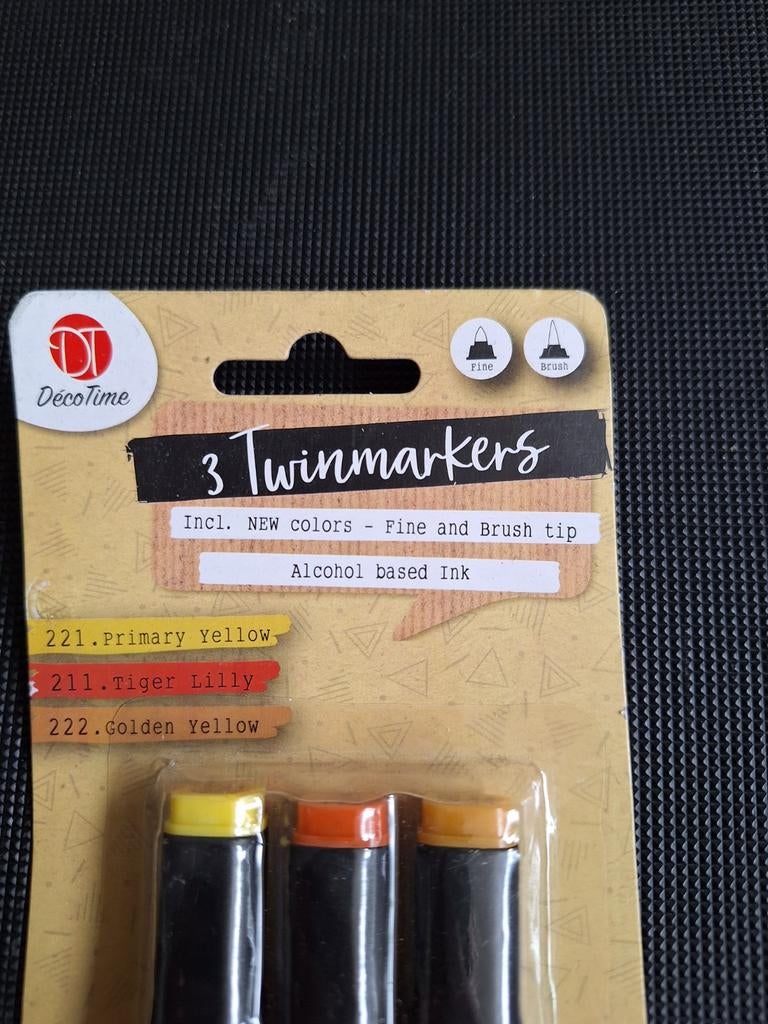 DT
DécoTime
Fine
Brush
3 Twinmarkers
Incl. NEW colors - Fine and Brush tip
Alcohol based Ink
221.Primary Yellow
211.Tiger Lilly
222.Golden Yellow